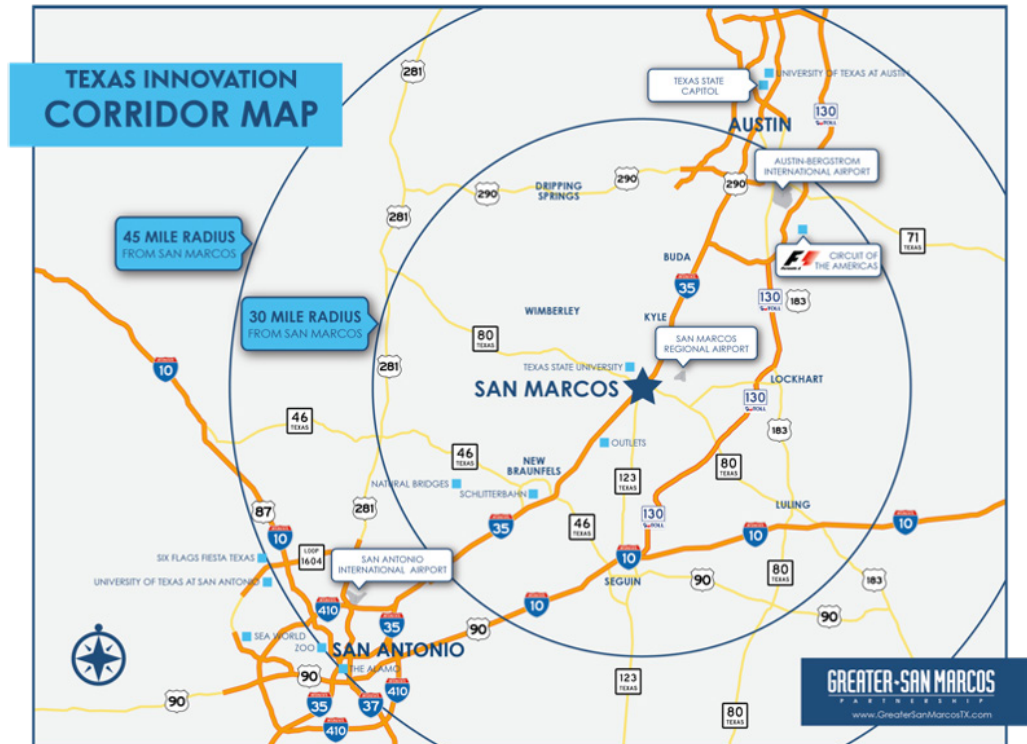 TEXAS INNOVATION
CORRIDOR MAP
281
UNIVERSITY OF TEXAS AT AUSTIN
TEXAS STATE
CAPITOL
130
TOLL
AUSTIN
AUSTIN-BERGSTROM
INTERNATIONAL AIRPORT
290
290
290
DRIPPING
SPRINGS
281
45 MILE RADIUS
FROM SAN MARCOS
71
TEXAS
BUDA
F1
CIRCUIT OF
THE AMERICAS
35
130
TOLL
183
30 MILE RADIUS
FROM SAN MARCOS
WIMBERLEY
KYLE
80
TEXAS
SAN MARCOS
REGIONAL AIRPORT
281
10
TEXAS STATE UNIVERSITY
SAN MARCOS
LOCKHART
130
TOLL
46
TEXAS
183
OUTLETS
46
TEXAS
NEW
BRAUNFELS
80
TEXAS
123
TEXAS
NATURAL BRIDGES
SCHLITTERBAHN
87
281
LULING
130
TOLL
35
46
TEXAS
10
10
10
SIX FLAGS FIESTA TEXAS
LOOP
1604
SAN ANTONIO
INTERNATIONAL AIRPORT
10
UNIVERSITY OF TEXAS AT SAN ANTONIO
SEGUIN
90
80
TEXAS
183
410
10
90
35
90
SEA WORLD
ZOO
SAN ANTONIO
THE ALAMO
90
123
TEXAS
410
90
35
37
80
TEXAS
410
GREATER SAN MARCOS
PARTNERSHIP
www.GreaterSanMarcosTX.com